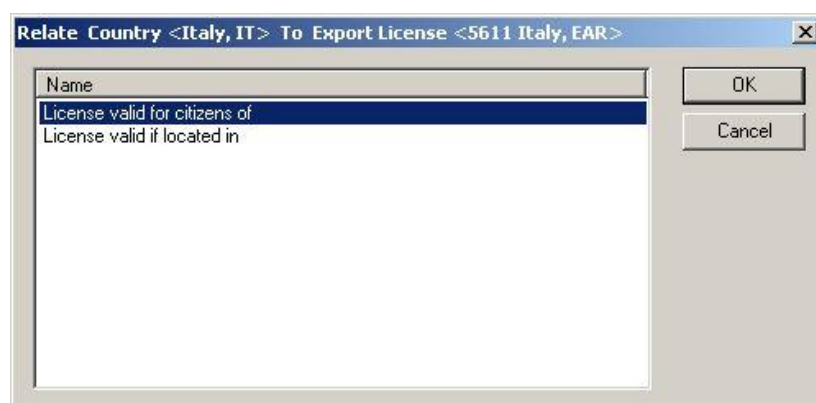 Relate Country <Italy, IT> To Export License <5611 Italy, EAR>
Name
License valid for citizens of
License valid if located in
OK
Cancel